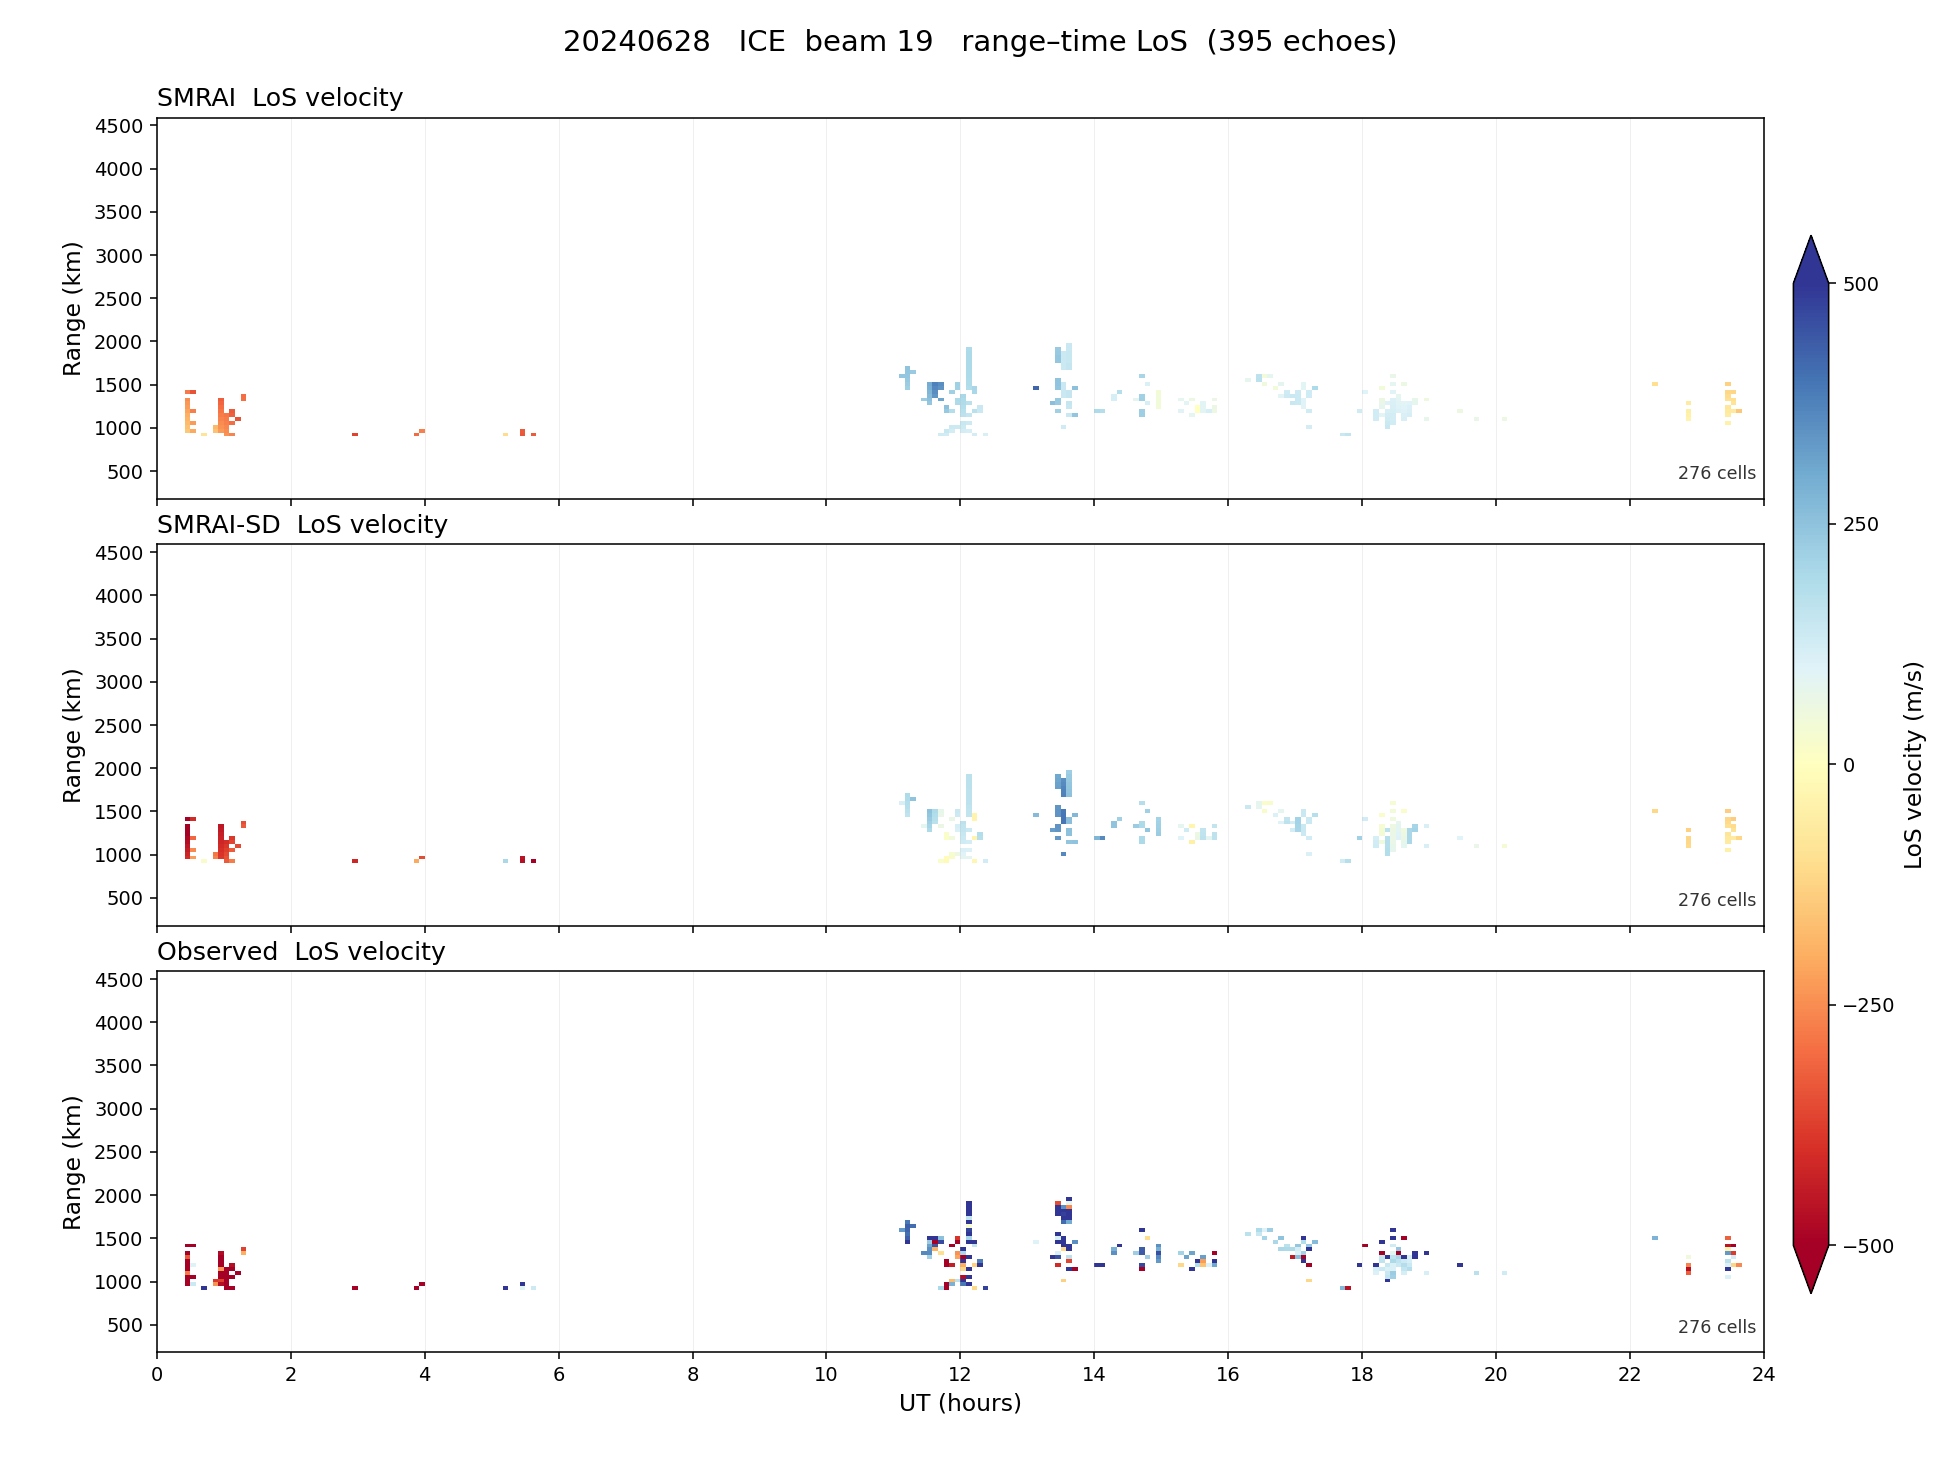 20240628   ICE  beam 19   range–time LoS  (395 echoes)
SMRAI  LoS velocity
4500
4000
3500
3000
2500
2000
1500
1000
500
Range (km)
276 cells
SMRAI-SD  LoS velocity
4500
4000
3500
3000
2500
2000
1500
1000
500
Range (km)
276 cells
Observed  LoS velocity
4500
4000
3500
3000
2500
2000
1500
1000
500
Range (km)
276 cells
0 2 4 6 8 10 12 14 16 18 20 22 24
UT (hours)
500
250
0
−250
−500
LoS velocity (m/s)